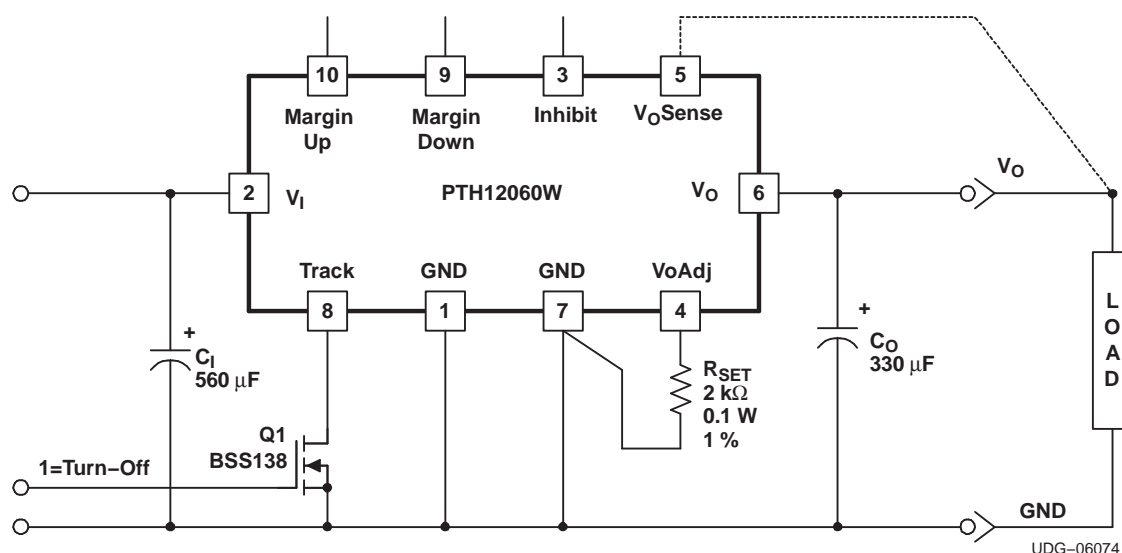 10
9
3
5
Margin
Up
Margin
Down
Inhibit
VOSense
2
VI
PTH12060W
VO
6
VO
Track
GND
GND
VoAdj
8
1
7
4
+
CI
560 μF
RSET
2 kΩ
0.1 W
1 %
+
CO
330 μF
L
O
A
D
Q1
BSS138
1=Turn–Off
GND
UDG–06074